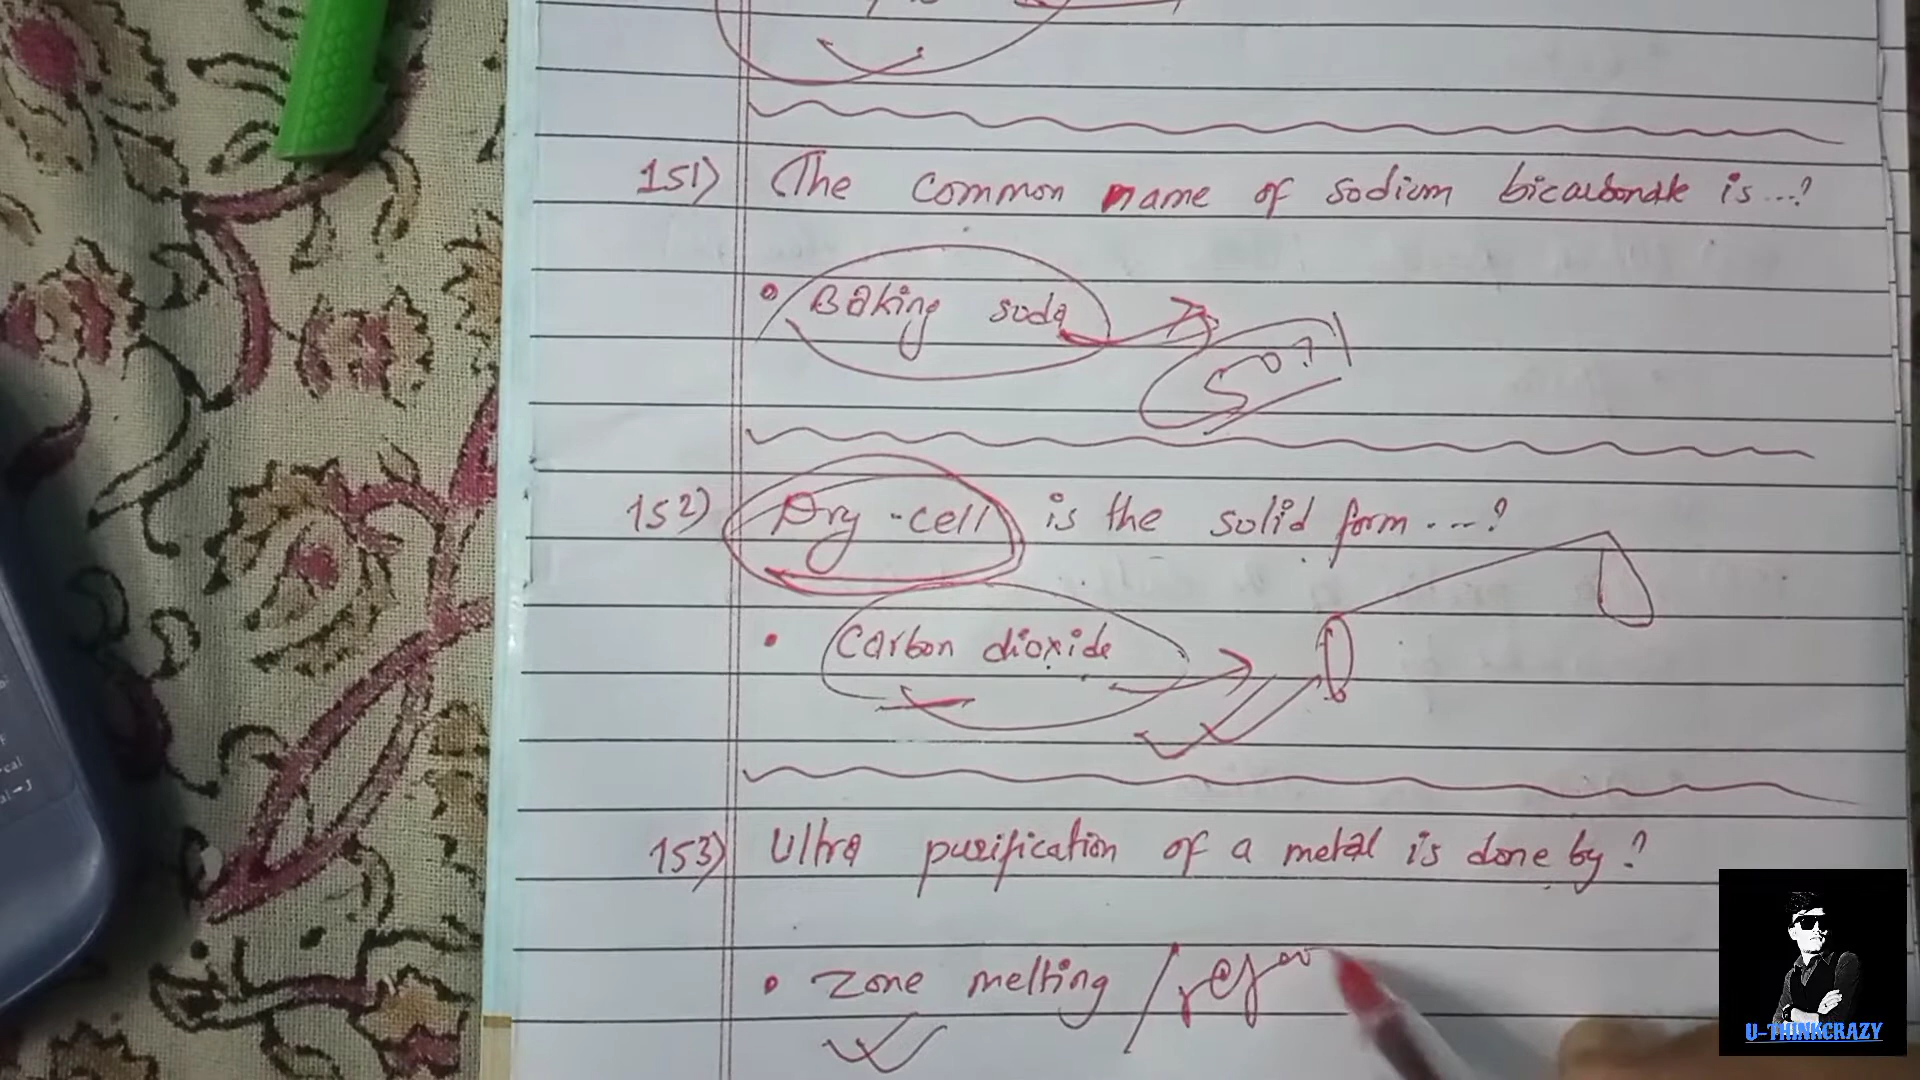 151) The common name of sodium bicarbonate is...?
• Baking soda
152) Dry-cell is the solid form ....?
• Carbon dioxide
153) Ultra purification of a metal is done by?
• Zone melting /
U-THINKCRAZY